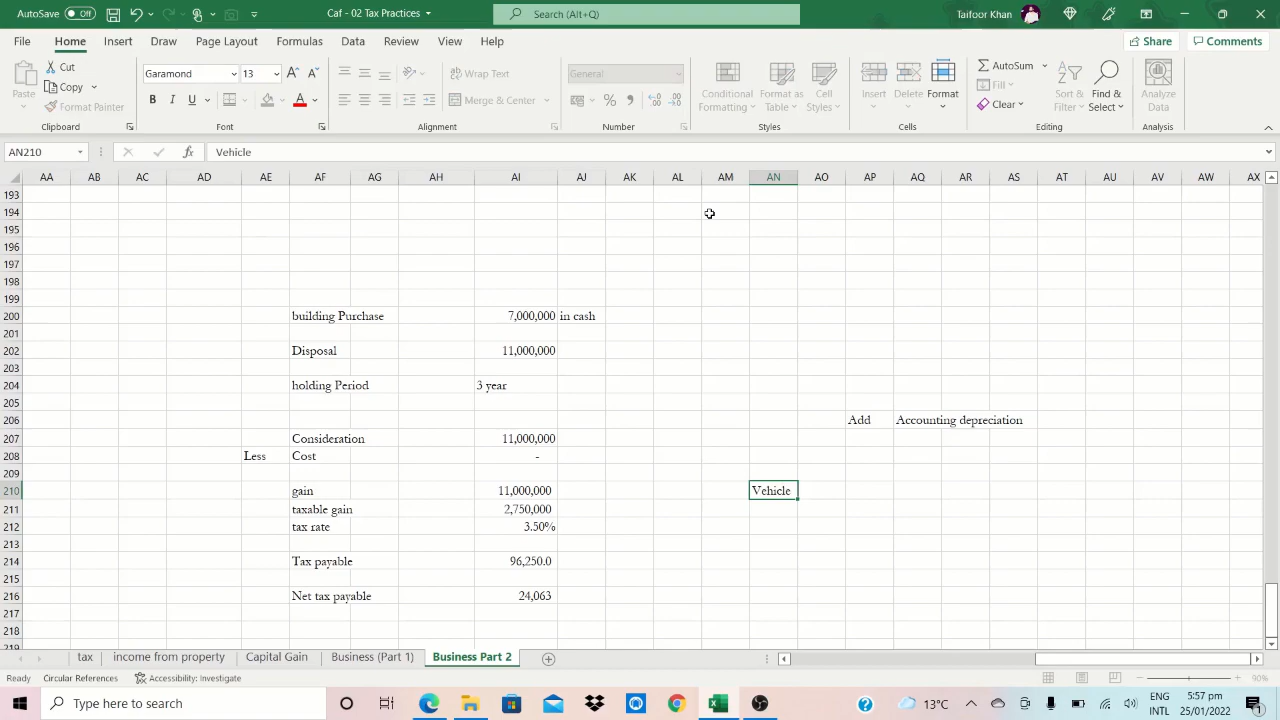 AutoSave Off Caf - 02 Tax Practices Search (Alt+Q) Taifoor Khan
File Home Insert Draw Page Layout Formulas Data Review View Help Share Comments
Paste Cut Copy Format Painter Clipboard
Garamond 13 B I U A Font
Wrap Text Merge & Center Alignment
General % Number
Conditional Formatting Format as Table Cell Styles Styles
Insert Delete Format Cells
AutoSum Fill Clear Sort & Filter Find & Select Editing
Analyze Data Analysis
AN210 fx Vehicle
AA AB AC AD AE AF AG AH AI AJ AK AL AM AN AO AP AQ AR AS AT AU AV AW AX
193
194
195
196
197
198
199
200 building Purchase 7,000,000 in cash
201
202 Disposal 11,000,000
203
204 holding Period 3 year
205
206 Add Accounting depreciation
207 Consideration 11,000,000
208 Less Cost -
209
210 gain 11,000,000 Vehicle
211 taxable gain 2,750,000
212 tax rate 3.50%
213
214 Tax payable 96,250.0
215
216 Net tax payable 24,063
217
218
219
tax income from property Capital Gain Business (Part 1) Business Part 2
Ready Circular References Accessibility: Investigate 90%
Type here to search 13°C ENG 5:57 pm
INTL 25/01/2022